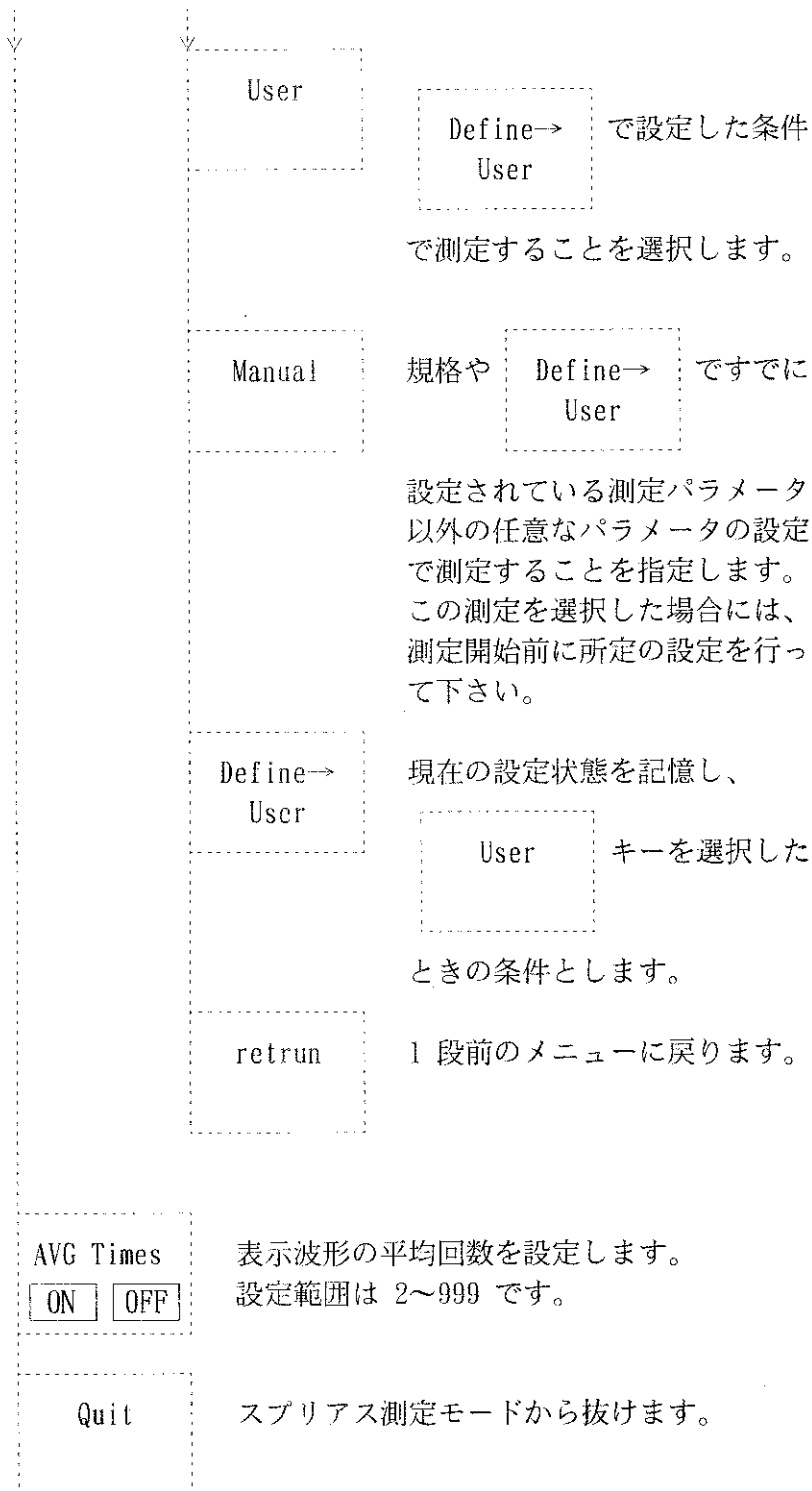 User
Define→ で設定した条件
User
で測定することを選択します。
Manual 規格や Define→ ですでに
User
設定されている測定パラメータ
以外の任意なパラメータの設定
で測定することを指定します。
この測定を選択した場合には、
測定開始前に所定の設定を行っ
て下さい。
Define→ 現在の設定状態を記憶し、
User
User キーを選択した
ときの条件とします。
retrun 1 段前のメニューに戻ります。
AVG Times 表示波形の平均回数を設定します。
ON OFF 設定範囲は 2~999 です。
Quit スプリアス測定モードから抜けます。